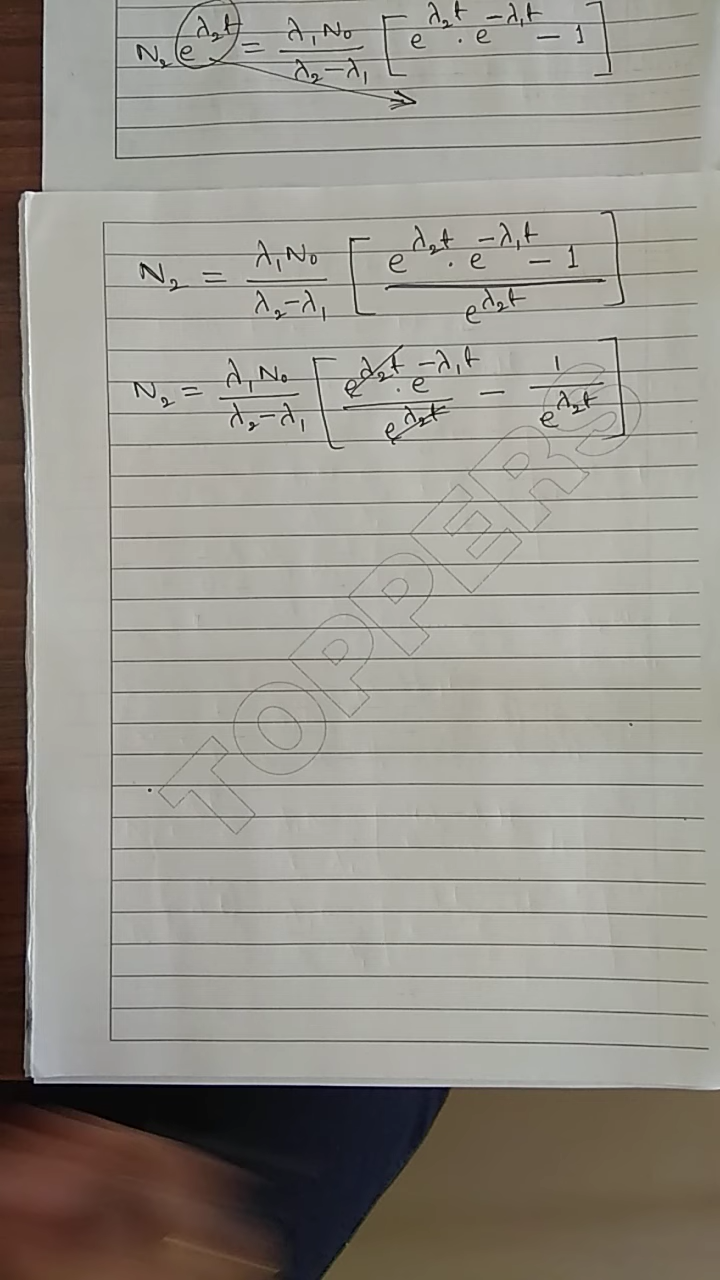 N₂ e^{λ₂t} = λ₁N₀/(λ₂-λ₁) [e^{λ₂t} . e^{-λ₁t} - 1]
N₂ = λ₁N₀/(λ₂-λ₁) [(e^{λ₂t} . e^{-λ₁t} - 1)/e^{λ₂t}]
N₂ = λ₁N₀/(λ₂-λ₁) [(e^{λ₂t} . e^{-λ₁t})/e^{λ₂t} - 1/e^{λ₂t}]
TOPPERS